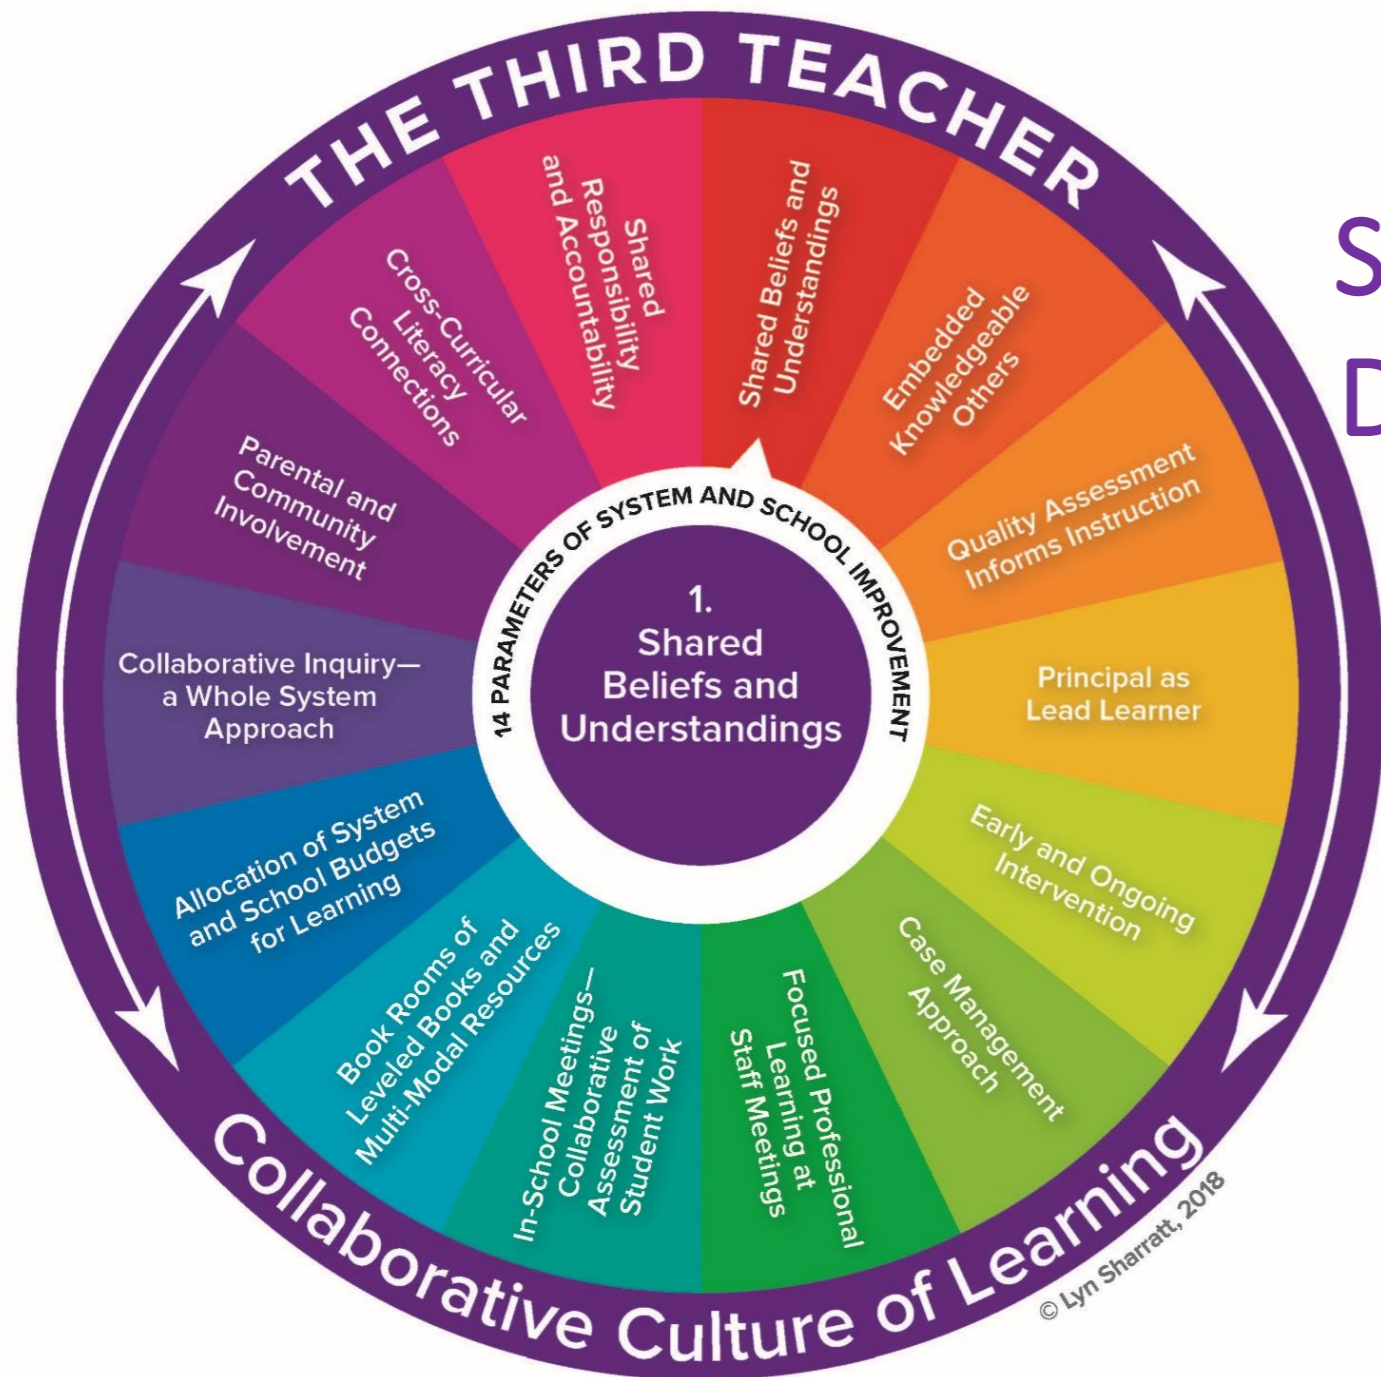 THE THIRD TEACHER
Shared Beliefs and
Understandings
Embedded
Knowledgeable
Others
Quality Assessment
Informs Instruction
Principal as
Lead Learner
Early and Ongoing
Intervention
Case Management
Approach
Focused Professional
Learning at
Staff Meetings
In-School Meetings—
Collaborative
Assessment of
Student Work
Book Rooms of
Leveled Books and
Multi-Modal Resources
Allocation of System
and School Budgets
for Learning
Collaborative Inquiry—
a Whole System
Approach
Parental and
Community
Involvement
Cross-Curricular
Literacy
Connections
Shared
Responsibility
and Accountability
14 PARAMETERS OF SYSTEM AND SCHOOL IMPROVEMENT
1.
Shared
Beliefs and
Understandings
Collaborative Culture of Learning
© Lyn Sharratt, 2018
S